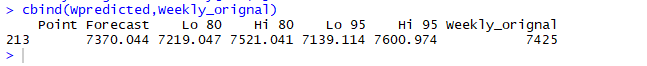 > cbind(Wpredicted,Weekly_orignal)
Point Forecast Lo 80 Hi 80 Lo 95 Hi 95 Weekly_orignal
213 7370.044 7219.047 7521.041 7139.114 7600.974 7425
>